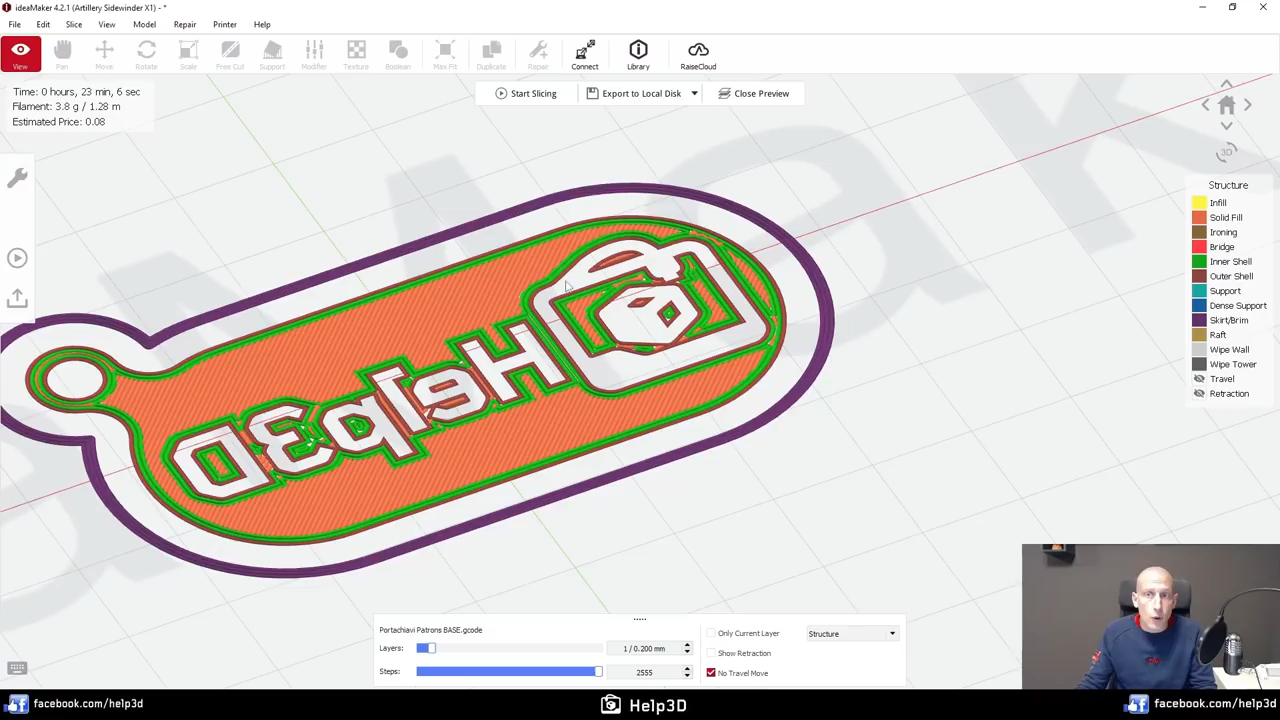 ideaMaker 4.2.1 (Artillery Sidewinder X1) - *
File Edit Slice View Model Repair Printer Help
View Pan Move Rotate Scale Free Cut Support Modifier Texture Boolean Max Fit Duplicate Repair Connect Library RaiseCloud
Time: 0 hours, 23 min, 6 sec
Filament: 3.8 g / 1.28 m
Estimated Price: 0.08
Start Slicing Export to Local Disk Close Preview
3D
Structure
Infill
Solid Fill
Ironing
Bridge
Inner Shell
Outer Shell
Support
Dense Support
Skirt/Brim
Raft
Wipe Wall
Wipe Tower
Travel
Retraction
Help3D
Portachiavi Patrons BASE.gcode
Layers: 1 / 0.200 mm
Steps: 2555
Only Current Layer Structure
Show Retraction
No Travel Move
facebook.com/help3d Help3D facebook.com/help3d